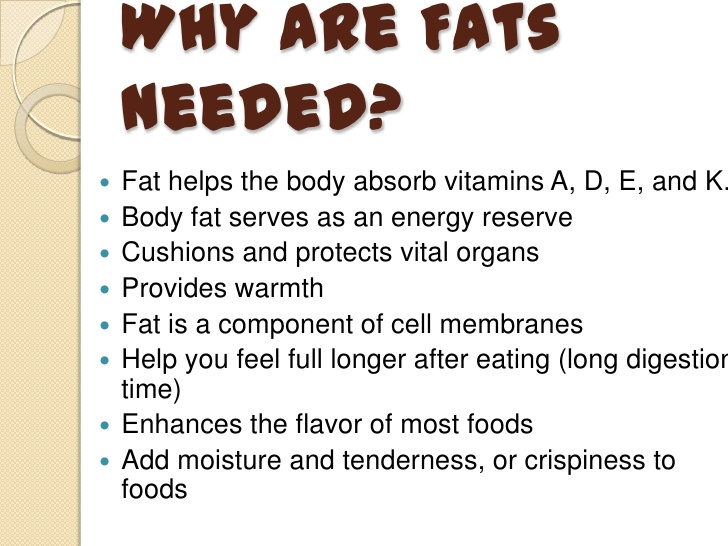 WHY ARE FATS
NEEDED?
• Fat helps the body absorb vitamins A, D, E, and K.
• Body fat serves as an energy reserve
• Cushions and protects vital organs
• Provides warmth
• Fat is a component of cell membranes
• Help you feel full longer after eating (long digestion
time)
• Enhances the flavor of most foods
• Add moisture and tenderness, or crispiness to
foods